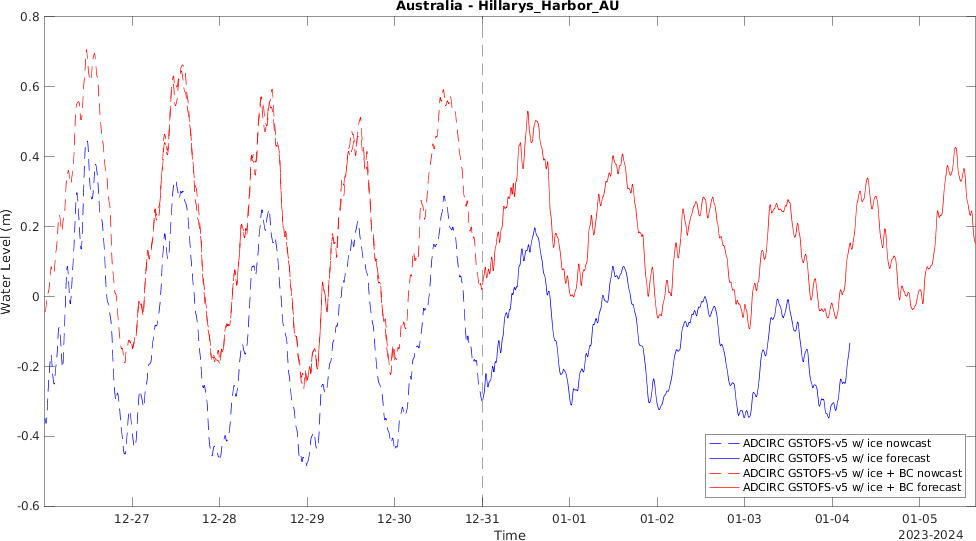 Australia - Hillarys_Harbor_AU
0.8
0.6
0.4
0.2
0
-0.2
-0.4
-0.6
Water Level (m)
ADCIRC GSTOFS-v5 w/ ice nowcast
ADCIRC GSTOFS-v5 w/ ice forecast
ADCIRC GSTOFS-v5 w/ ice + BC nowcast
ADCIRC GSTOFS-v5 w/ ice + BC forecast
12-27 12-28 12-29 12-30 12-31 01-01 01-02 01-03 01-04 01-05
Time
2023-2024